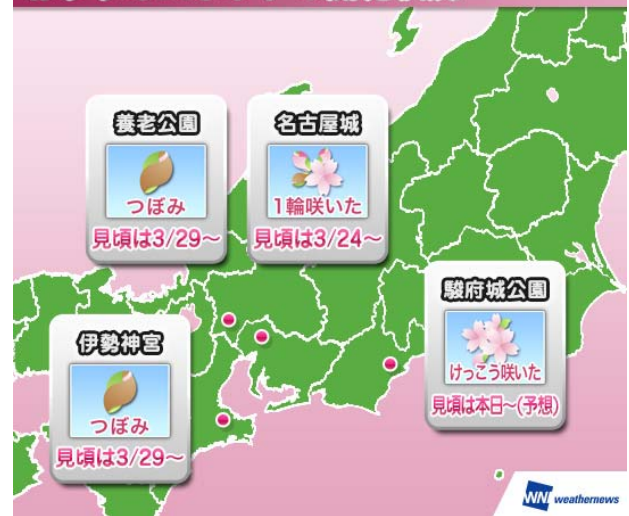 養老公園
つぼみ
見頃は3/29〜
名古屋城
1輪咲いた
見頃は3/24〜
駿府城公園
けっこう咲いた
見頃は本日〜(予想)
伊勢神宮
つぼみ
見頃は3/29〜
WNI weathernews